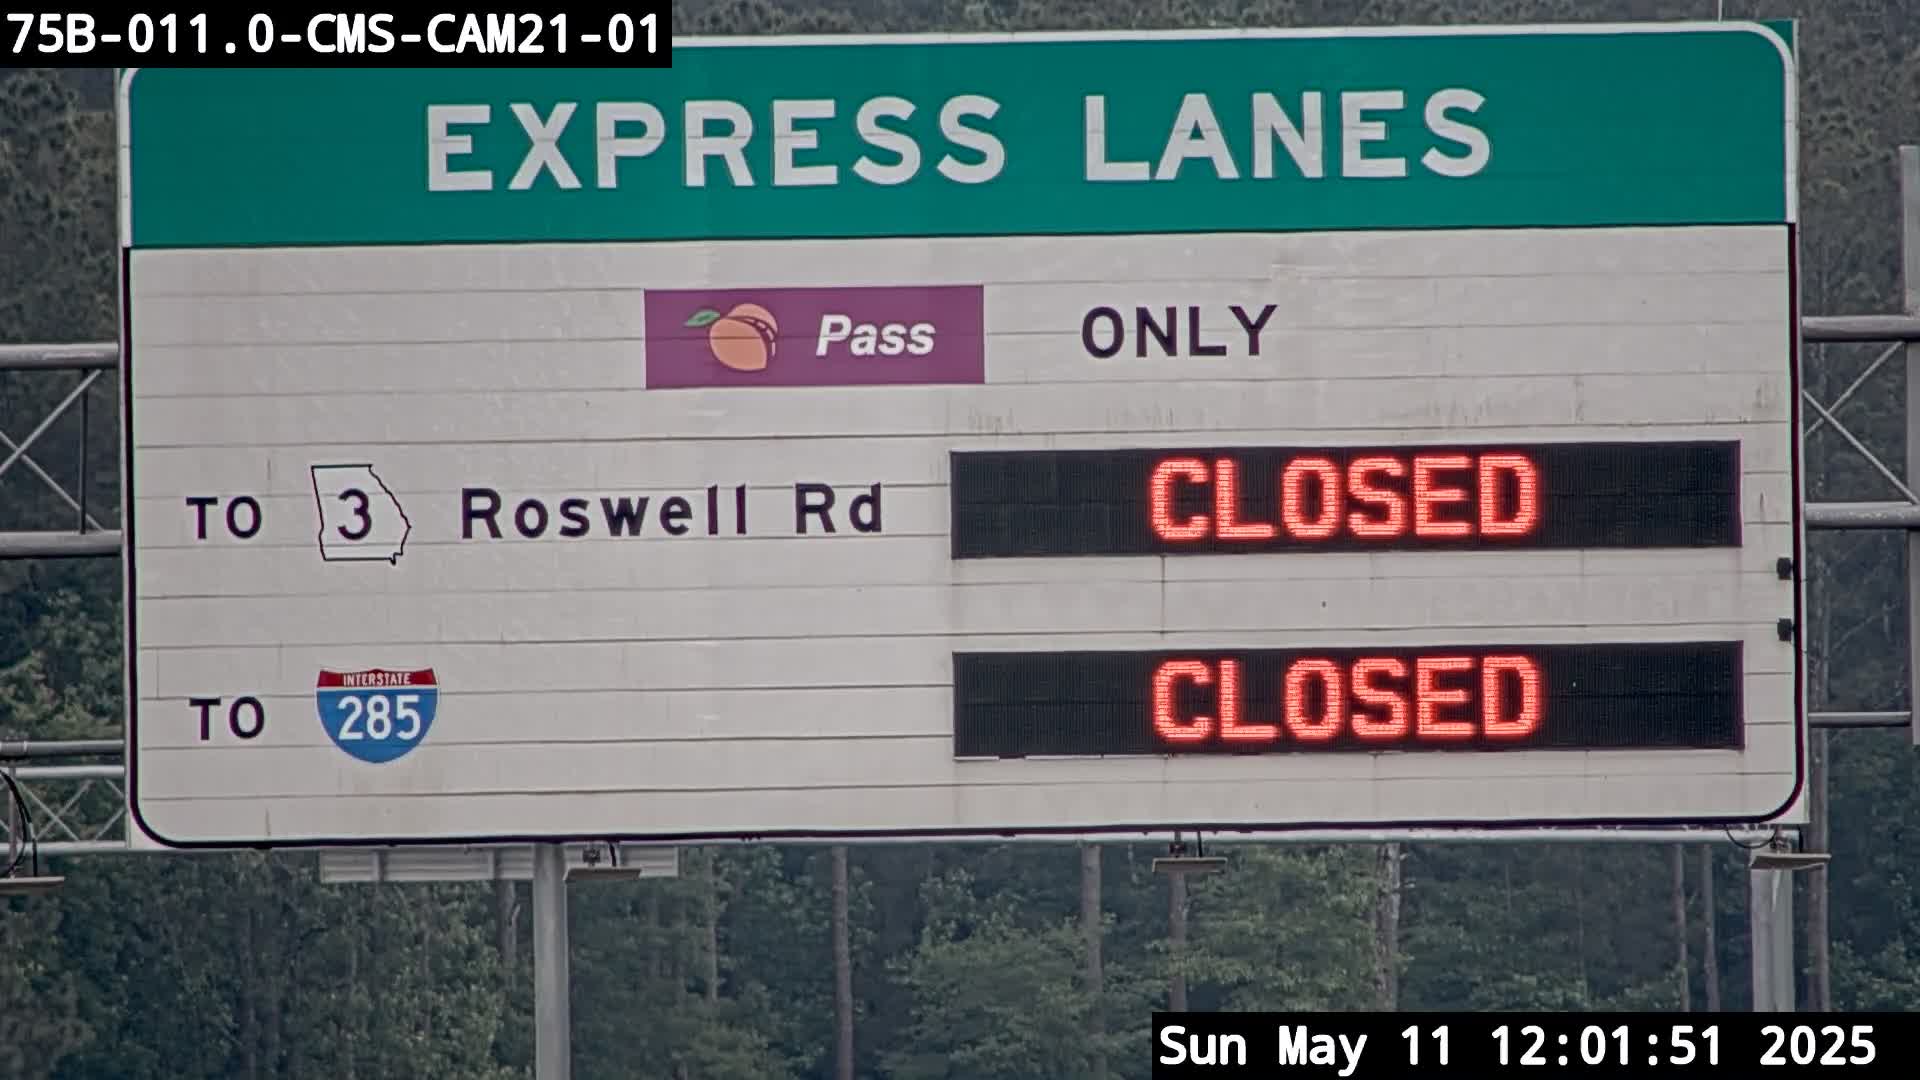 75B-011.0-CMS-CAM21-01
EXPRESS LANES
Pass ONLY
TO 3 Roswell Rd CLOSED
INTERSTATE
TO 285 CLOSED
Sun May 11 12:01:51 2025